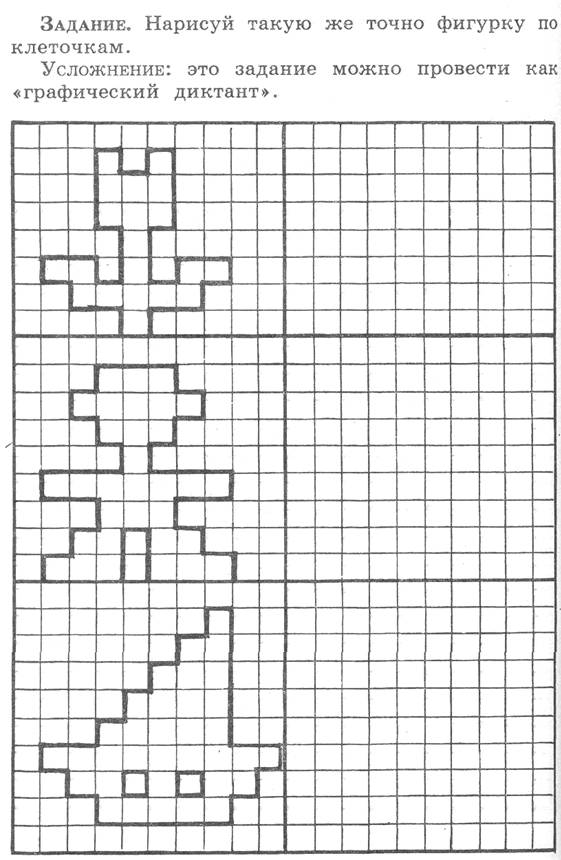 ЗАДАНИЕ. Нарисуй такую же точно фигурку по
клеточкам.
УСЛОЖНЕНИЕ: это задание можно провести как
«графический диктант».